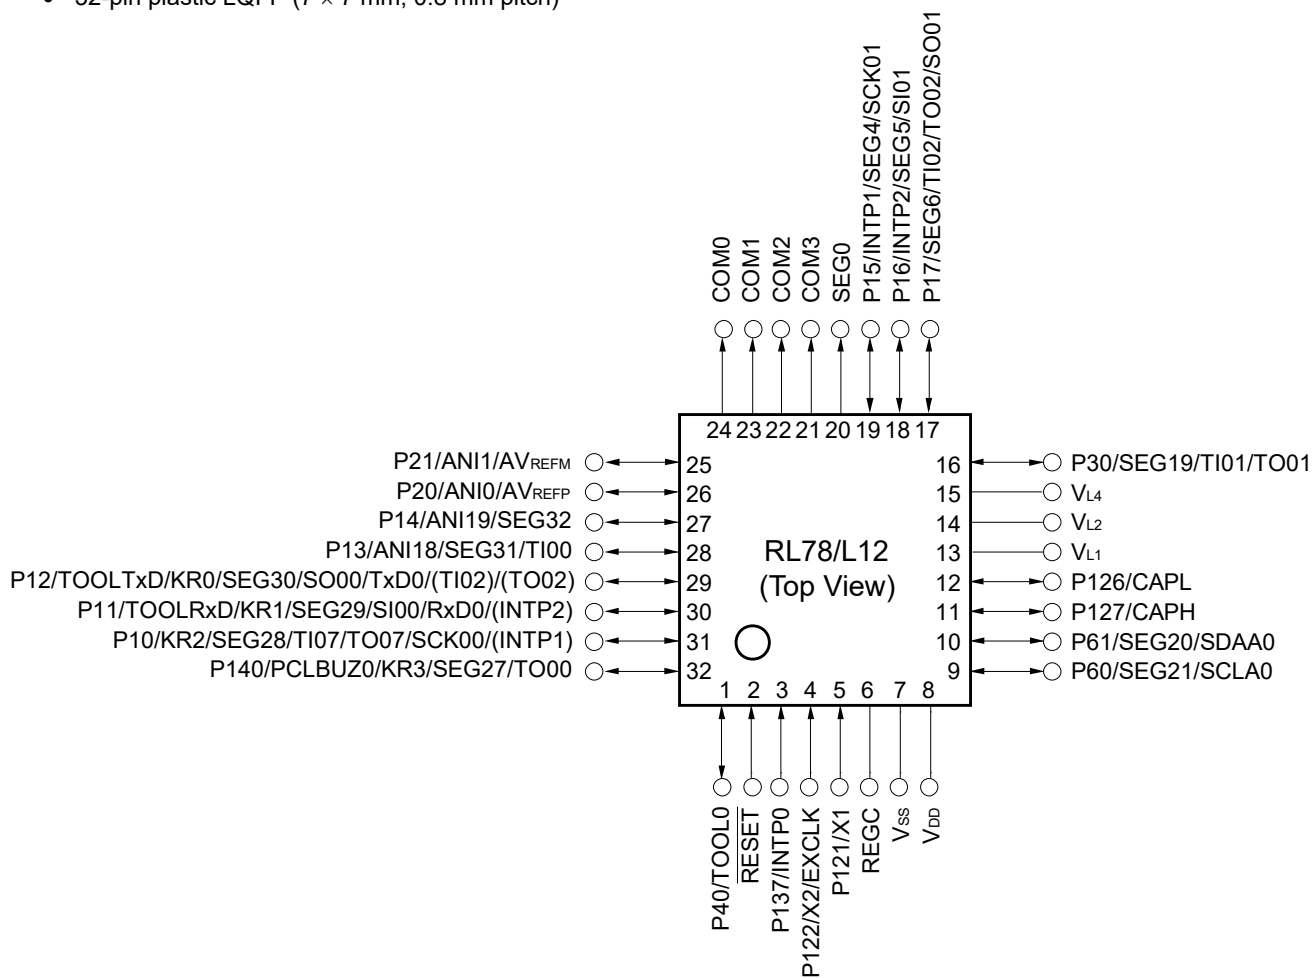 COM0
COM1
COM2
COM3
SEG0
P15/INTP1/SEG4/SCK01
P16/INTP2/SEG5/SI01
P17/SEG6/TI02/TO02/SO01
24 23 22 21 20 19 18 17
P21/ANI1/AVREFM 25
P20/ANI0/AVREFP 26
P14/ANI19/SEG32 27
P13/ANI18/SEG31/TI00 28
P12/TOOLTxD/KR0/SEG30/SO00/TxD0/(TI02)/(TO02) 29
P11/TOOLRxD/KR1/SEG29/SI00/RxD0/(INTP2) 30
P10/KR2/SEG28/TI07/TO07/SCK00/(INTP1) 31
P140/PCLBUZ0/KR3/SEG27/TO00 32
RL78/L12
(Top View)
16 P30/SEG19/TI01/TO01
15 VL4
14 VL2
13 VL1
12 P126/CAPL
11 P127/CAPH
10 P61/SEG20/SDAA0
9 P60/SEG21/SCLA0
1 2 3 4 5 6 7 8
P40/TOOL0
RESET
P137/INTP0
P122/X2/EXCLK
P121/X1
REGC
VSS
VDD